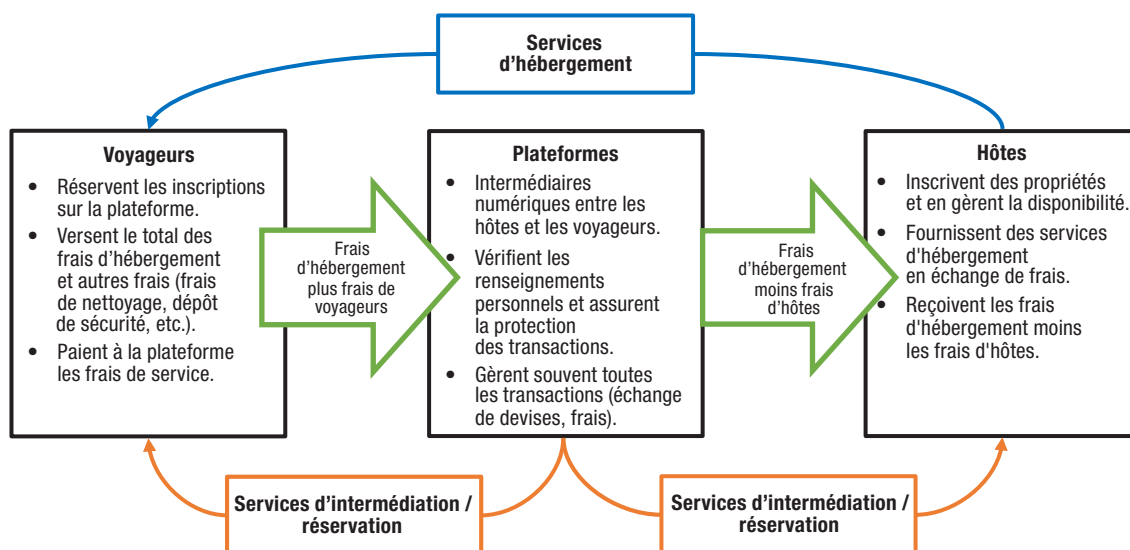 Services
d'hébergement
Voyageurs
• Réservent les inscriptions
sur la plateforme.
• Versent le total des
frais d'hébergement
et autres frais (frais
de nettoyage, dépôt
de sécurité, etc.).
• Paient à la plateforme
les frais de service.
Frais
d'hébergement
plus frais de
voyageurs
Plateformes
• Intermédiaires
numériques entre les
hôtes et les voyageurs.
• Vérifient les
renseignements
personnels et assurent
la protection
des transactions.
• Gèrent souvent toutes
les transactions (échange
de devises, frais).
Frais
d'hébergement
moins frais
d'hôtes
Hôtes
• Inscrivent des propriétés
et en gèrent la disponibilité.
• Fournissent des services
d'hébergement
en échange de frais.
• Reçoivent les frais
d'hébergement moins
les frais d'hôtes.
Services d'intermédiation /
réservation
Services d'intermédiation /
réservation